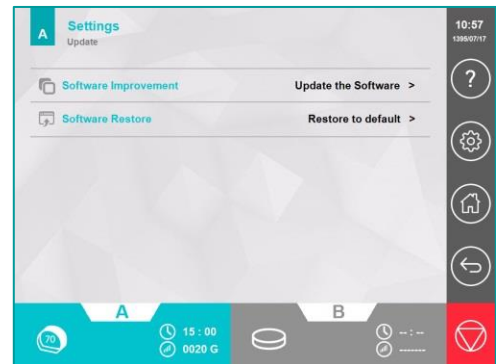 A
Settings
Update
10:57
1395/07/17
?
Software Improvement
Update the Software >
Software Restore
Restore to default >
A
B
70
15 : 00
0020 G
-- : --
-------